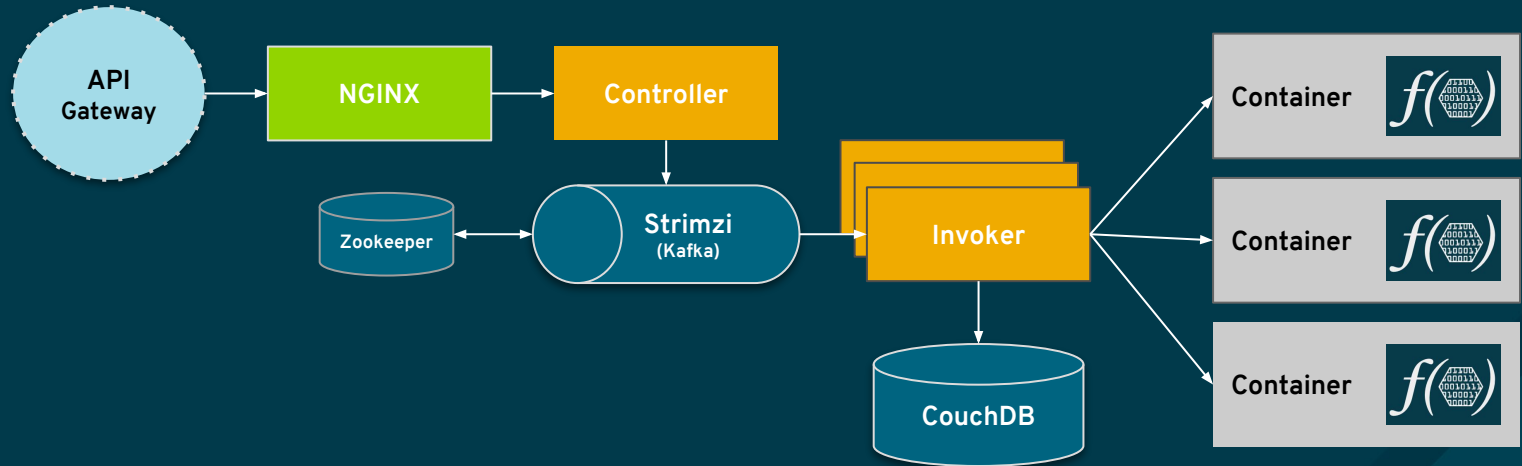 API
Gateway
NGINX
Controller
Zookeeper
Strimzi
(Kafka)
Invoker
CouchDB
Container
f( )
Container
f( )
Container
f( )